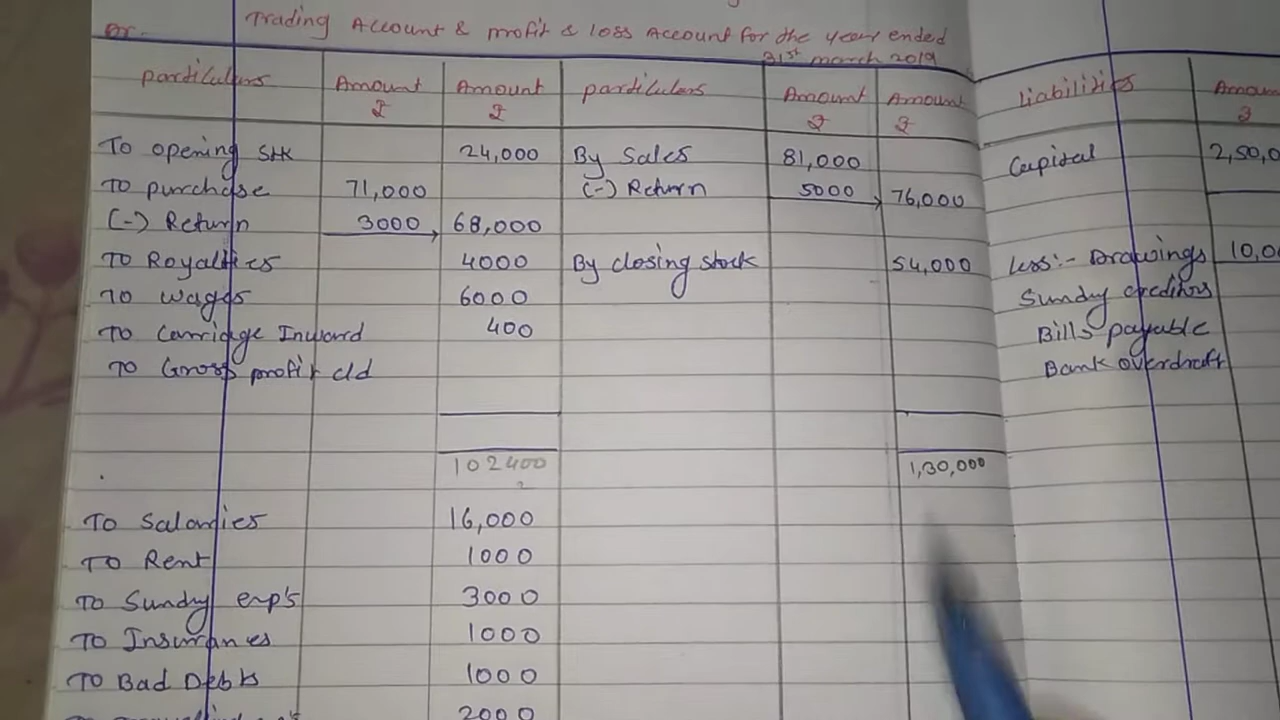 Dr. Trading Account & profit & loss Account for the year ended
31st march 2019
particulars Amount ₹ Amount ₹ particulars Amount ₹ Amount ₹ liabilities
To opening Stk 24,000 By Sales 81,000 Capital
To purchase 71,000 (-) Return 5000 76,000
(-) Return 3000 68,000
To Royalties 4000 By closing stock 54,000 Less:- Drawings
To wages 6000 Sundry creditors
To Carriage Inward 400 Bills payable
To Gross profit c/d Bank overdraft
102400 1,30,000
To Salaries 16,000
To Rent 1000
To Sundry exp's 3000
To Insurances 1000
To Bad Debts 1000
2000